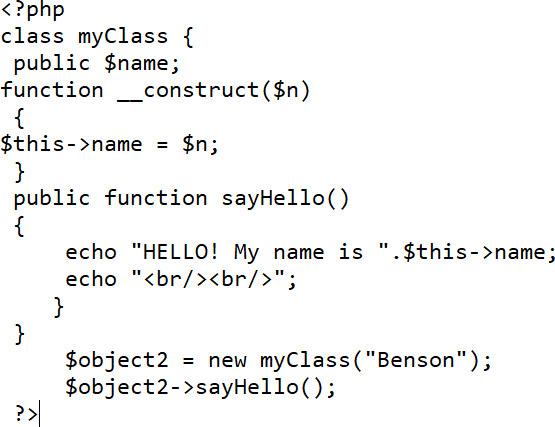 <?php
class myClass {
 public $name;
function __construct($n)
 {
$this->name = $n;
 }
 public function sayHello()
 {
     echo "HELLO! My name is ".$this->name;
     echo "<br/><br/>";
    }
 }
     $object2 = new myClass("Benson");
     $object2->sayHello();
 ?>